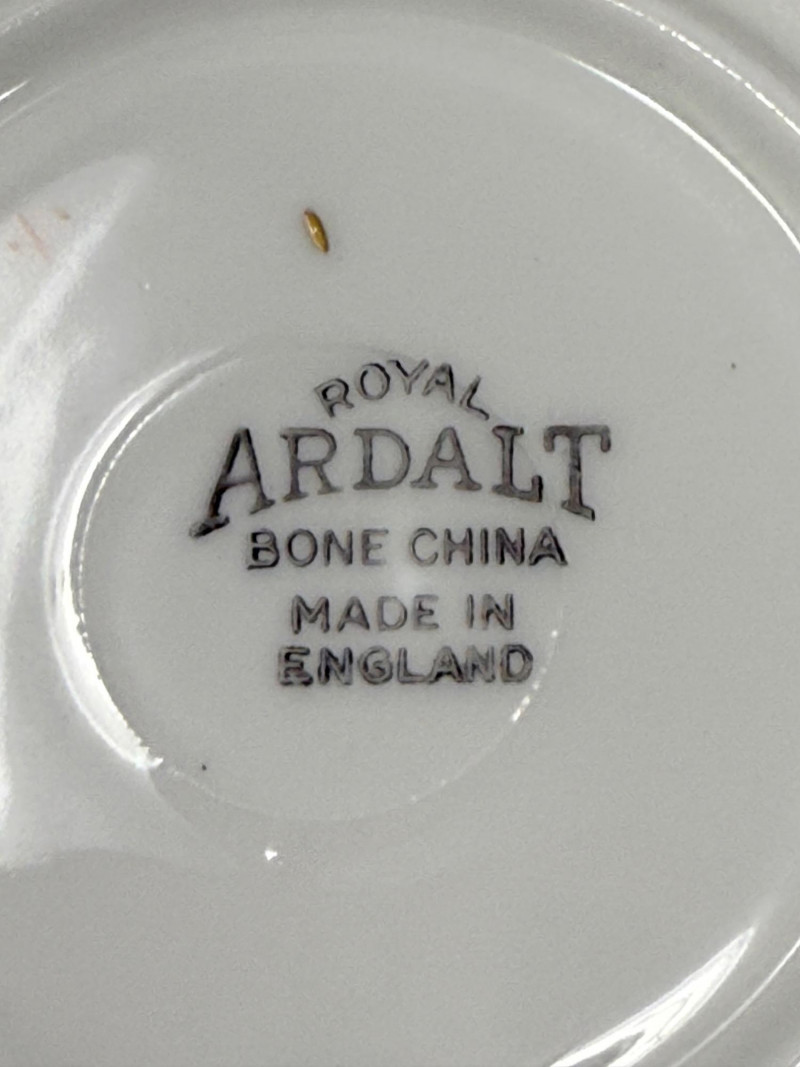 ROYAL
ARDALT
BONE CHINA
MADE IN
ENGLAND